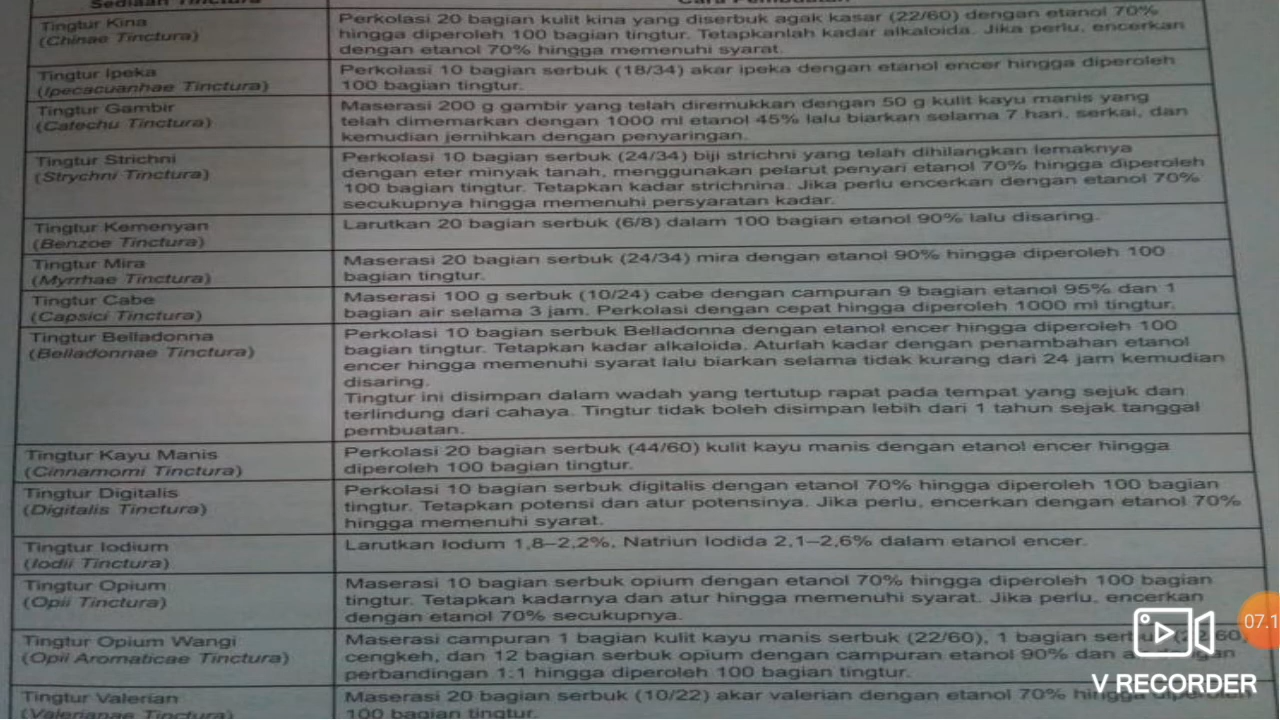 Sediaan Tinctura
Cara Pembuatan
Tingtur Kina
(Chinae Tinctura)
Perkolasi 20 bagian kulit kina yang diserbuk agak kasar (22/60) dengan etanol 70%
hingga diperoleh 100 bagian tingtur. Tetapkanlah kadar alkaloida. Jika perlu, encerkan
dengan etanol 70% hingga memenuhi syarat.
Tingtur Ipeka
(Ipecacuanhae Tinctura)
Perkolasi 10 bagian serbuk (18/34) akar ipeka dengan etanol encer hingga diperoleh
100 bagian tingtur.
Tingtur Gambir
(Catechu Tinctura)
Maserasi 200 g gambir yang telah diremukkan dengan 50 g kulit kayu manis yang
telah dimemarkan dengan 1000 ml etanol 45% lalu biarkan selama 7 hari, serkai, dan
kemudian jernihkan dengan penyaringan.
Tingtur Strichni
(Strychni Tinctura)
Perkolasi 10 bagian serbuk (24/34) biji strichni yang telah dihilangkan lemaknya
dengan eter minyak tanah, menggunakan pelarut penyari etanol 70% hingga diperoleh
100 bagian tingtur. Tetapkan kadar strichnina. Jika perlu encerkan dengan etanol 70%
secukupnya hingga memenuhi persyaratan kadar.
Tingtur Kemenyan
(Benzoe Tinctura)
Larutkan 20 bagian serbuk (6/8) dalam 100 bagian etanol 90% lalu disaring.
Tingtur Mira
(Myrrhae Tinctura)
Maserasi 20 bagian serbuk (24/34) mira dengan etanol 90% hingga diperoleh 100
bagian tingtur.
Tingtur Cabe
(Capsici Tinctura)
Maserasi 100 g serbuk (10/24) cabe dengan campuran 9 bagian etanol 95% dan 1
bagian air selama 3 jam. Perkolasi dengan cepat hingga diperoleh 1000 ml tingtur.
Tingtur Belladonna
(Belladonnae Tinctura)
Perkolasi 10 bagian serbuk Belladonna dengan etanol encer hingga diperoleh 100
bagian tingtur. Tetapkan kadar alkaloida. Aturlah kadar dengan penambahan etanol
encer hingga memenuhi syarat lalu biarkan selama tidak kurang dari 24 jam kemudian
disaring.
Tingtur ini disimpan dalam wadah yang tertutup rapat pada tempat yang sejuk dan
terlindung dari cahaya. Tingtur tidak boleh disimpan lebih dari 1 tahun sejak tanggal
pembuatan.
Tingtur Kayu Manis
(Cinnamomi Tinctura)
Perkolasi 20 bagian serbuk (44/60) kulit kayu manis dengan etanol encer hingga
diperoleh 100 bagian tingtur.
Tingtur Digitalis
(Digitalis Tinctura)
Perkolasi 10 bagian serbuk digitalis dengan etanol 70% hingga diperoleh 100 bagian
tingtur. Tetapkan potensi dan atur potensinya. Jika perlu, encerkan dengan etanol 70%
hingga memenuhi syarat.
Tingtur Iodium
(Iodii Tinctura)
Larutkan Iodum 1,8–2,2%, Natriun Iodida 2,1–2,6% dalam etanol encer.
Tingtur Opium
(Opii Tinctura)
Maserasi 10 bagian serbuk opium dengan etanol 70% hingga diperoleh 100 bagian
tingtur. Tetapkan kadarnya dan atur hingga memenuhi syarat. Jika perlu, encerkan
dengan etanol 70% secukupnya.
Tingtur Opium Wangi
(Opii Aromaticae Tinctura)
Maserasi campuran 1 bagian kulit kayu manis serbuk (22/60), 1 bagian
cengkeh, dan 12 bagian serbuk opium dengan campuran etanol 90% dan
perbandingan 1:1 hingga diperoleh 100 bagian tingtur.
Tingtur Valerian
(Valerianae Tinctura)
Maserasi 20 bagian serbuk (10/22) akar valerian dengan etanol 70% hingga diperoleh
100 bagian tingtur.
07.1
V RECORDER